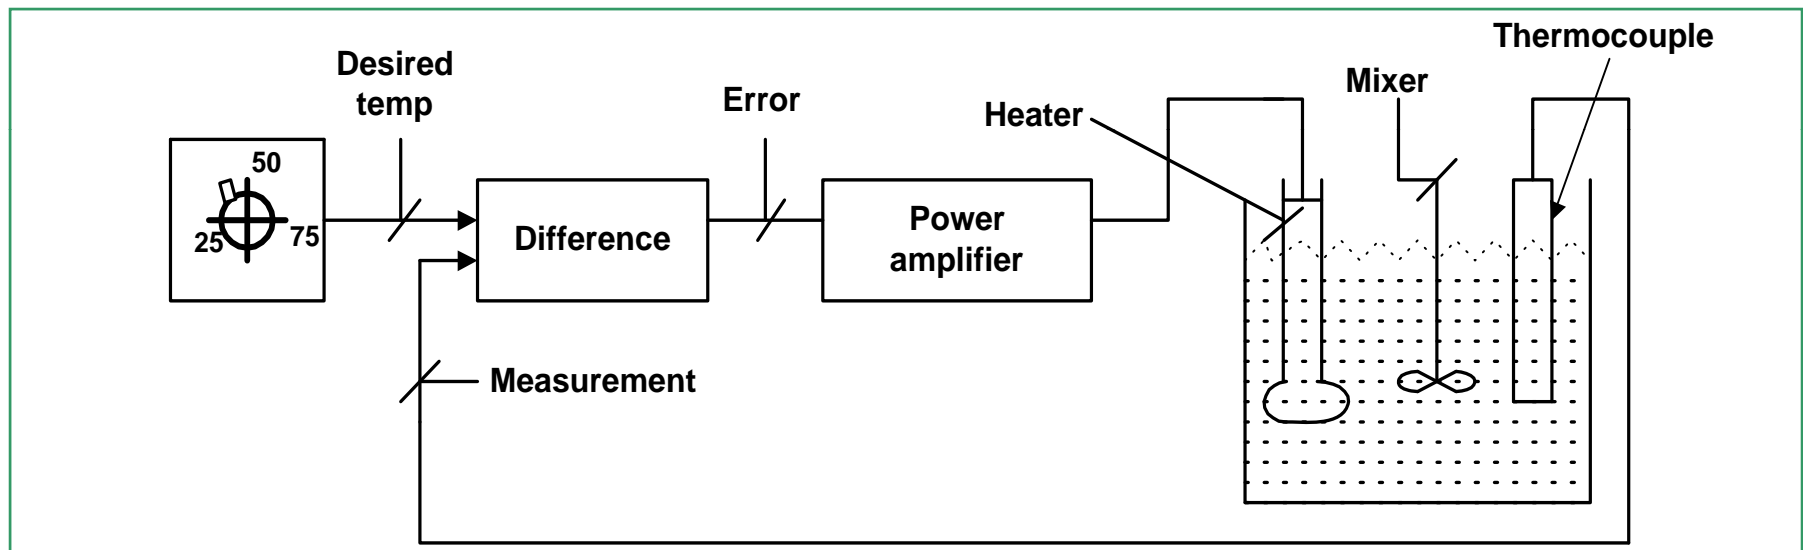 Thermocouple
Desired
temp
Error
Mixer
Heater
50
25
75
Difference
Power
amplifier
Measurement